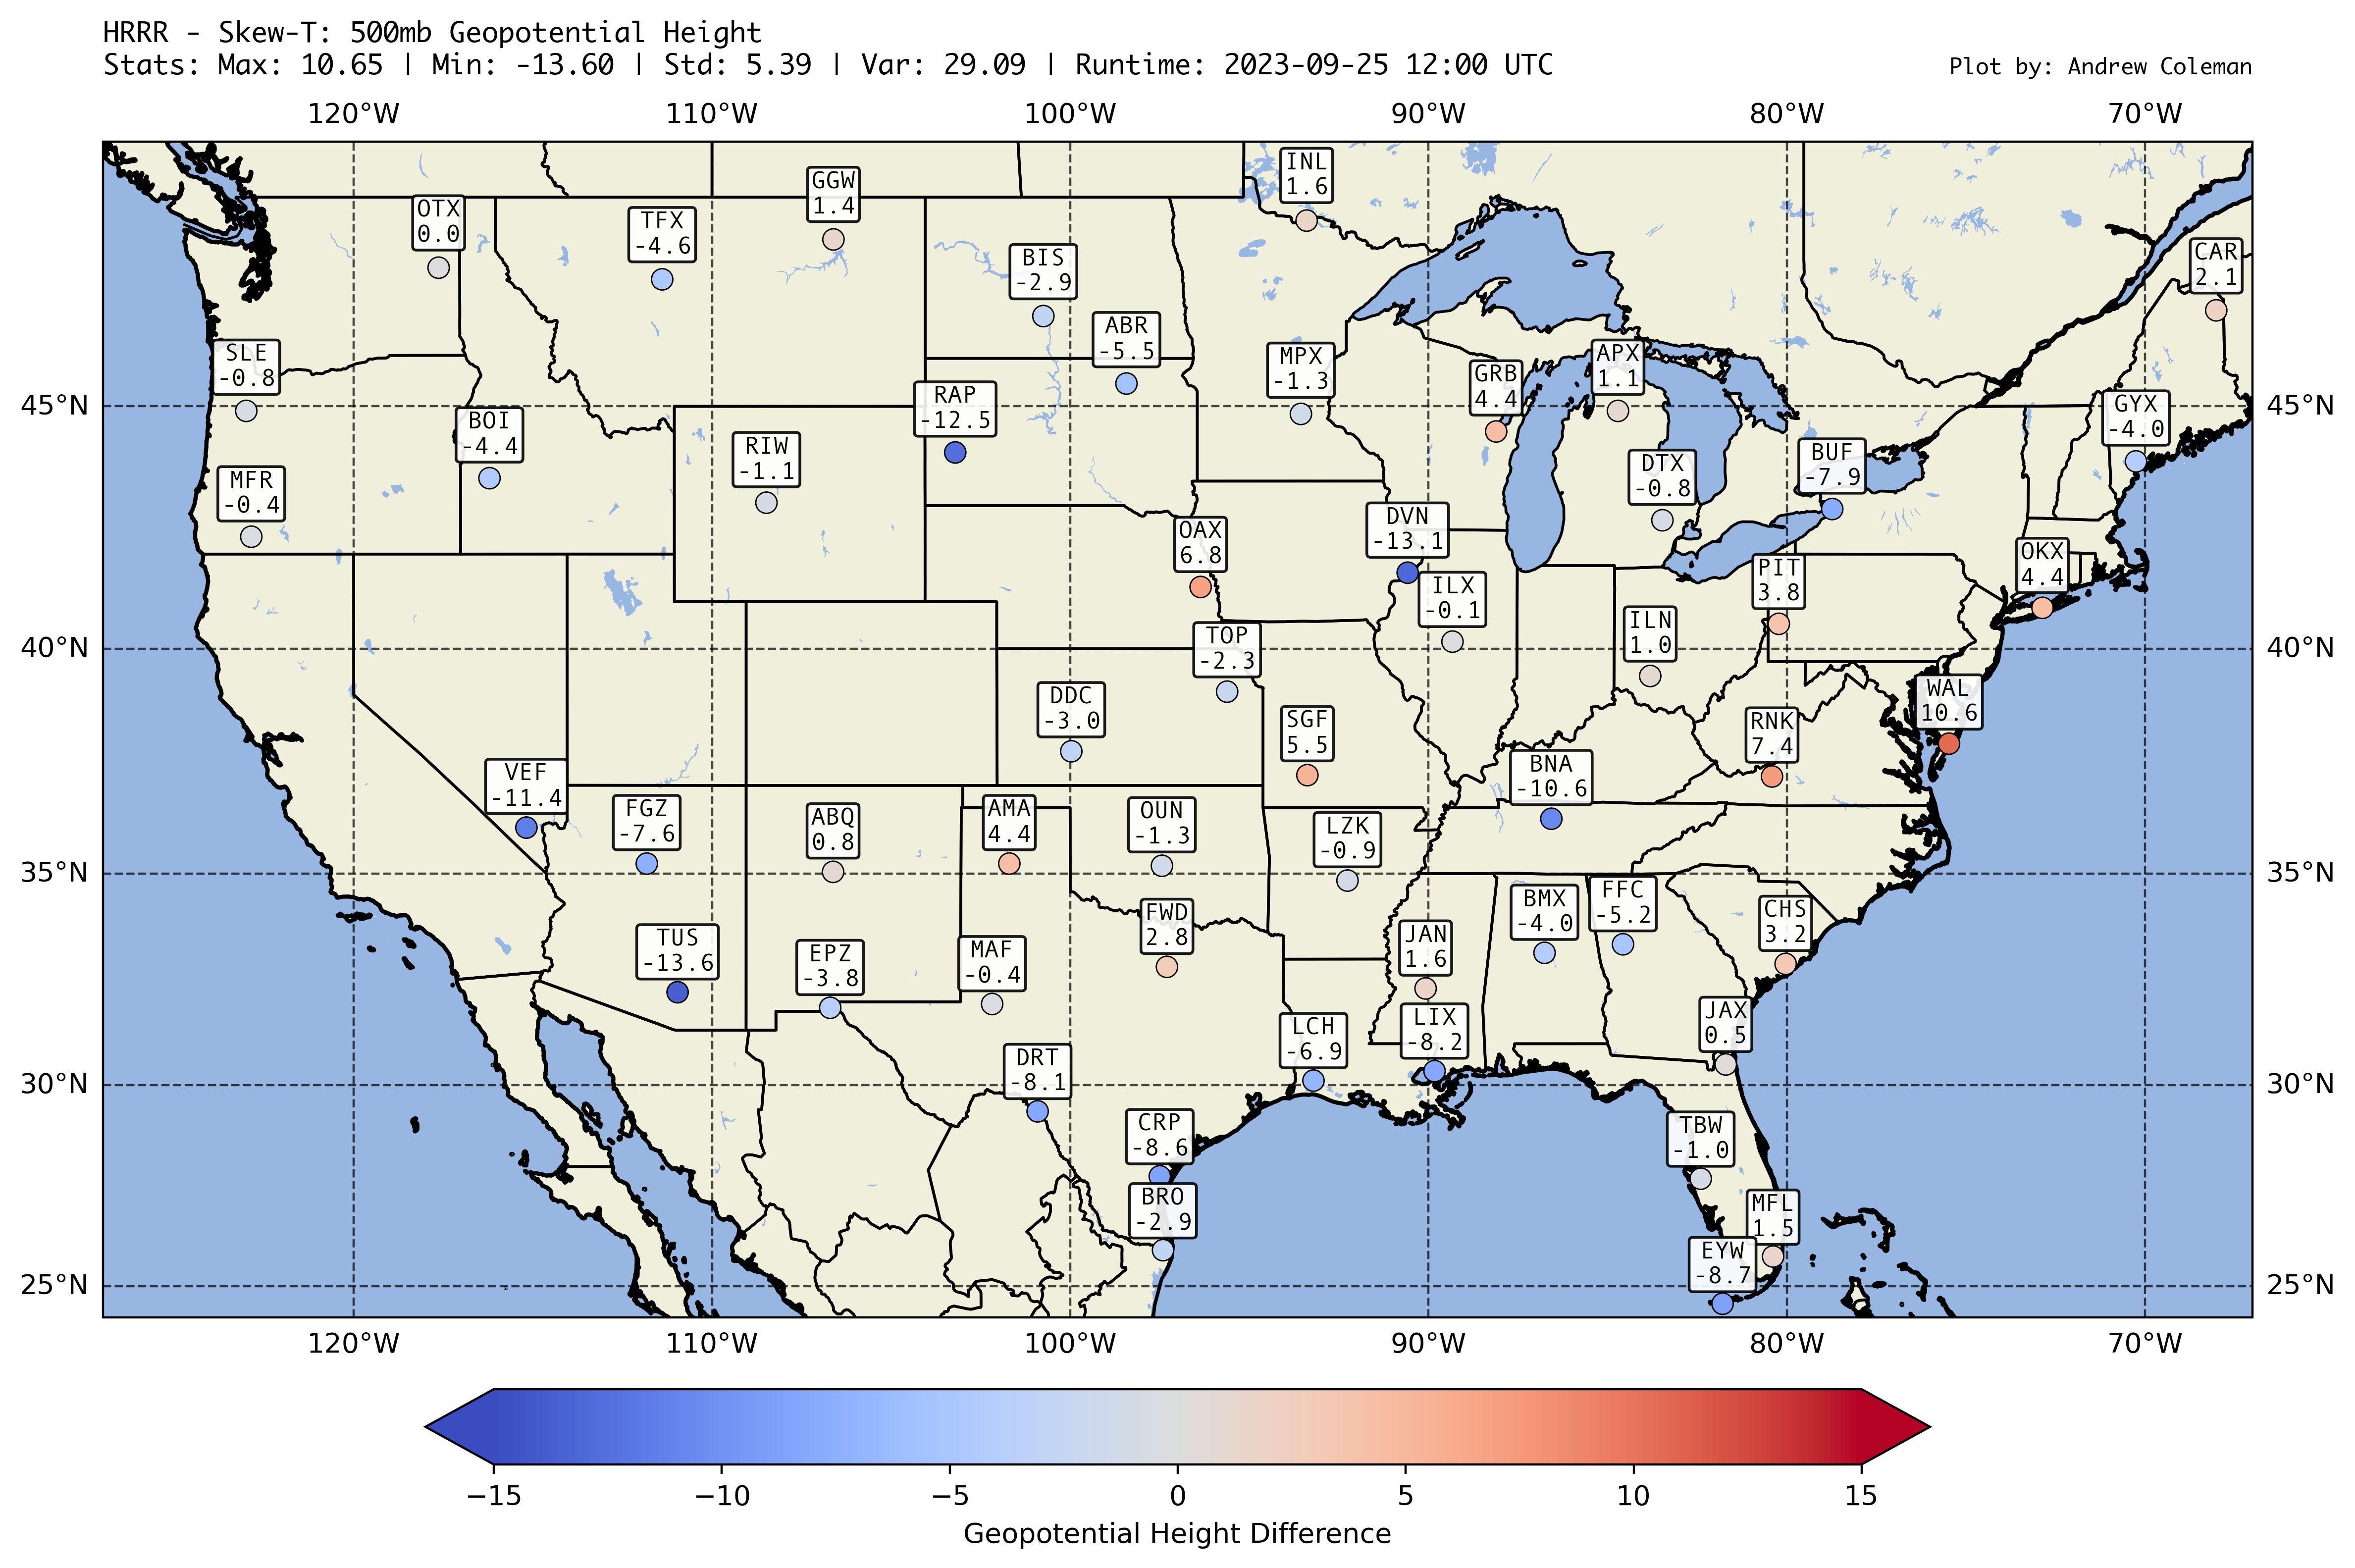 HRRR - Skew-T: 500mb Geopotential Height
Stats: Max: 10.65 | Min: -13.60 | Std: 5.39 | Var: 29.09 | Runtime: 2023-09-25 12:00 UTC
Plot by: Andrew Coleman
120°W 110°W 100°W 90°W 80°W 70°W
INL
1.6
GGW
1.4
OTX
0.0
TFX
-4.6
BIS
-2.9
CAR
2.1
ABR
-5.5
SLE
-0.8
MPX
-1.3
APX
1.1
GRB
4.4
45°N
45°N
RAP
-12.5
GYX
-4.0
BOI
-4.4
RIW
-1.1
BUF
-7.9
DTX
-0.8
MFR
-0.4
DVN
-13.1
OAX
6.8
OKX
4.4
PIT
3.8
ILX
-0.1
ILN
1.0
TOP
-2.3
40°N
40°N
DDC
-3.0
WAL
10.6
SGF
5.5
RNK
7.4
BNA
-10.6
VEF
-11.4
FGZ
-7.6
ABQ
0.8
AMA
4.4
OUN
-1.3
LZK
-0.9
35°N
35°N
FFC
-5.2
BMX
-4.0
FWD
2.8
CHS
3.2
JAN
1.6
TUS
-13.6
EPZ
-3.8
MAF
-0.4
LIX
-8.2
JAX
0.5
LCH
-6.9
DRT
-8.1
30°N
30°N
CRP
-8.6
TBW
-1.0
BRO
-2.9
MFL
1.5
EYW
-8.7
25°N
25°N
120°W 110°W 100°W 90°W 80°W 70°W
−15 −10 −5 0 5 10 15
Geopotential Height Difference